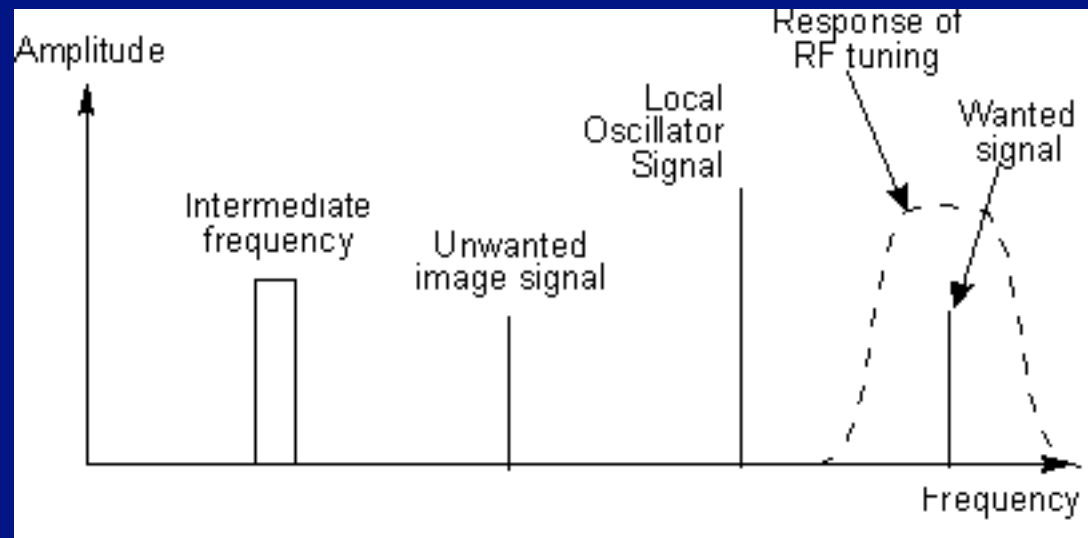 Amplitude
Response of
RF tuning
Local
Oscillator
Signal
Wanted
signal
Intermediate
frequency
Unwanted
image signal
Frequency